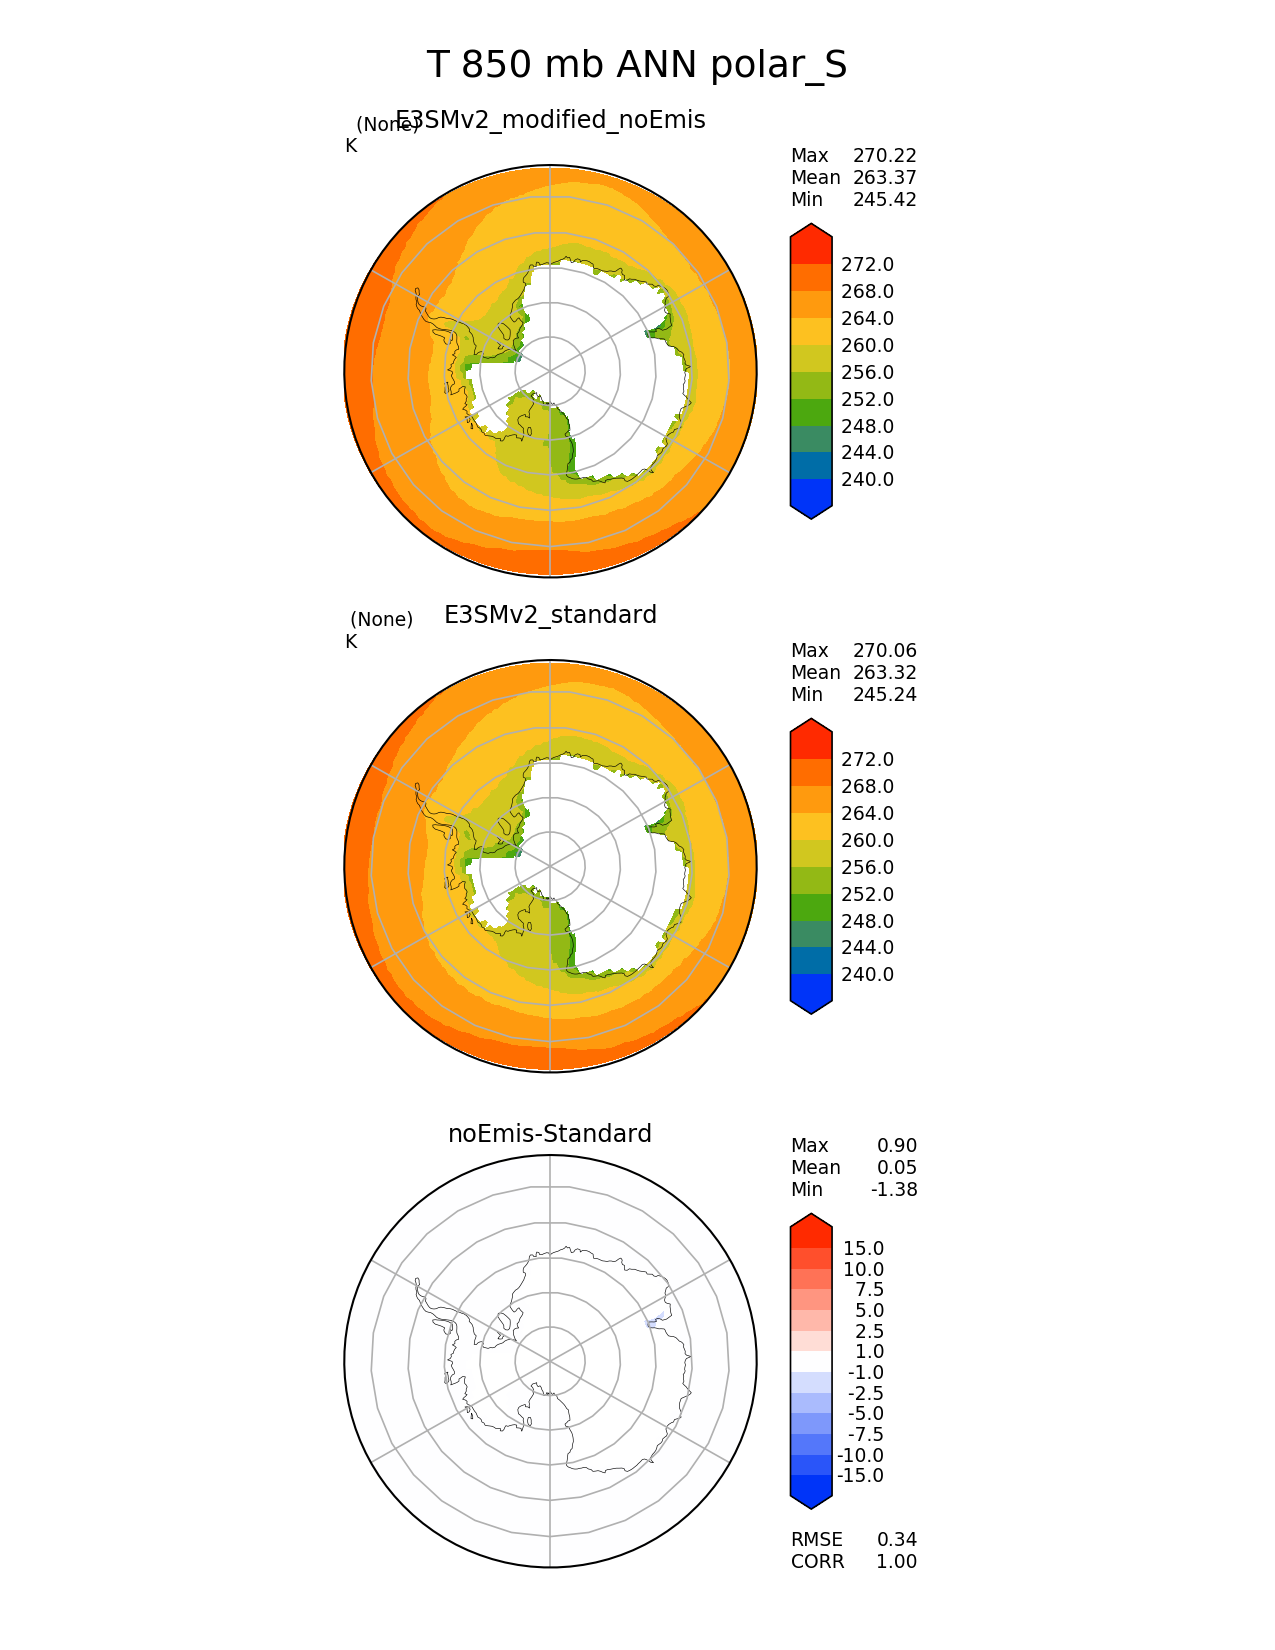 T 850 mb ANN polar_S
E3SMv2_modified_noEmis
(None)
K
Max 270.22
Mean 263.37
Min 245.42
272.0
268.0
264.0
260.0
256.0
252.0
248.0
244.0
240.0
E3SMv2_standard
(None)
K
Max 270.06
Mean 263.32
Min 245.24
272.0
268.0
264.0
260.0
256.0
252.0
248.0
244.0
240.0
noEmis-Standard
Max 0.90
Mean 0.05
Min -1.38
15.0
10.0
7.5
5.0
2.5
1.0
-1.0
-2.5
-5.0
-7.5
-10.0
-15.0
RMSE 0.34
CORR 1.00